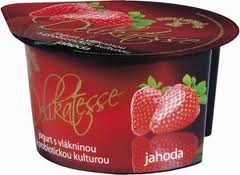 Delikatesse
jogurt s vlákninou
a probiotickou kulturou
jahoda